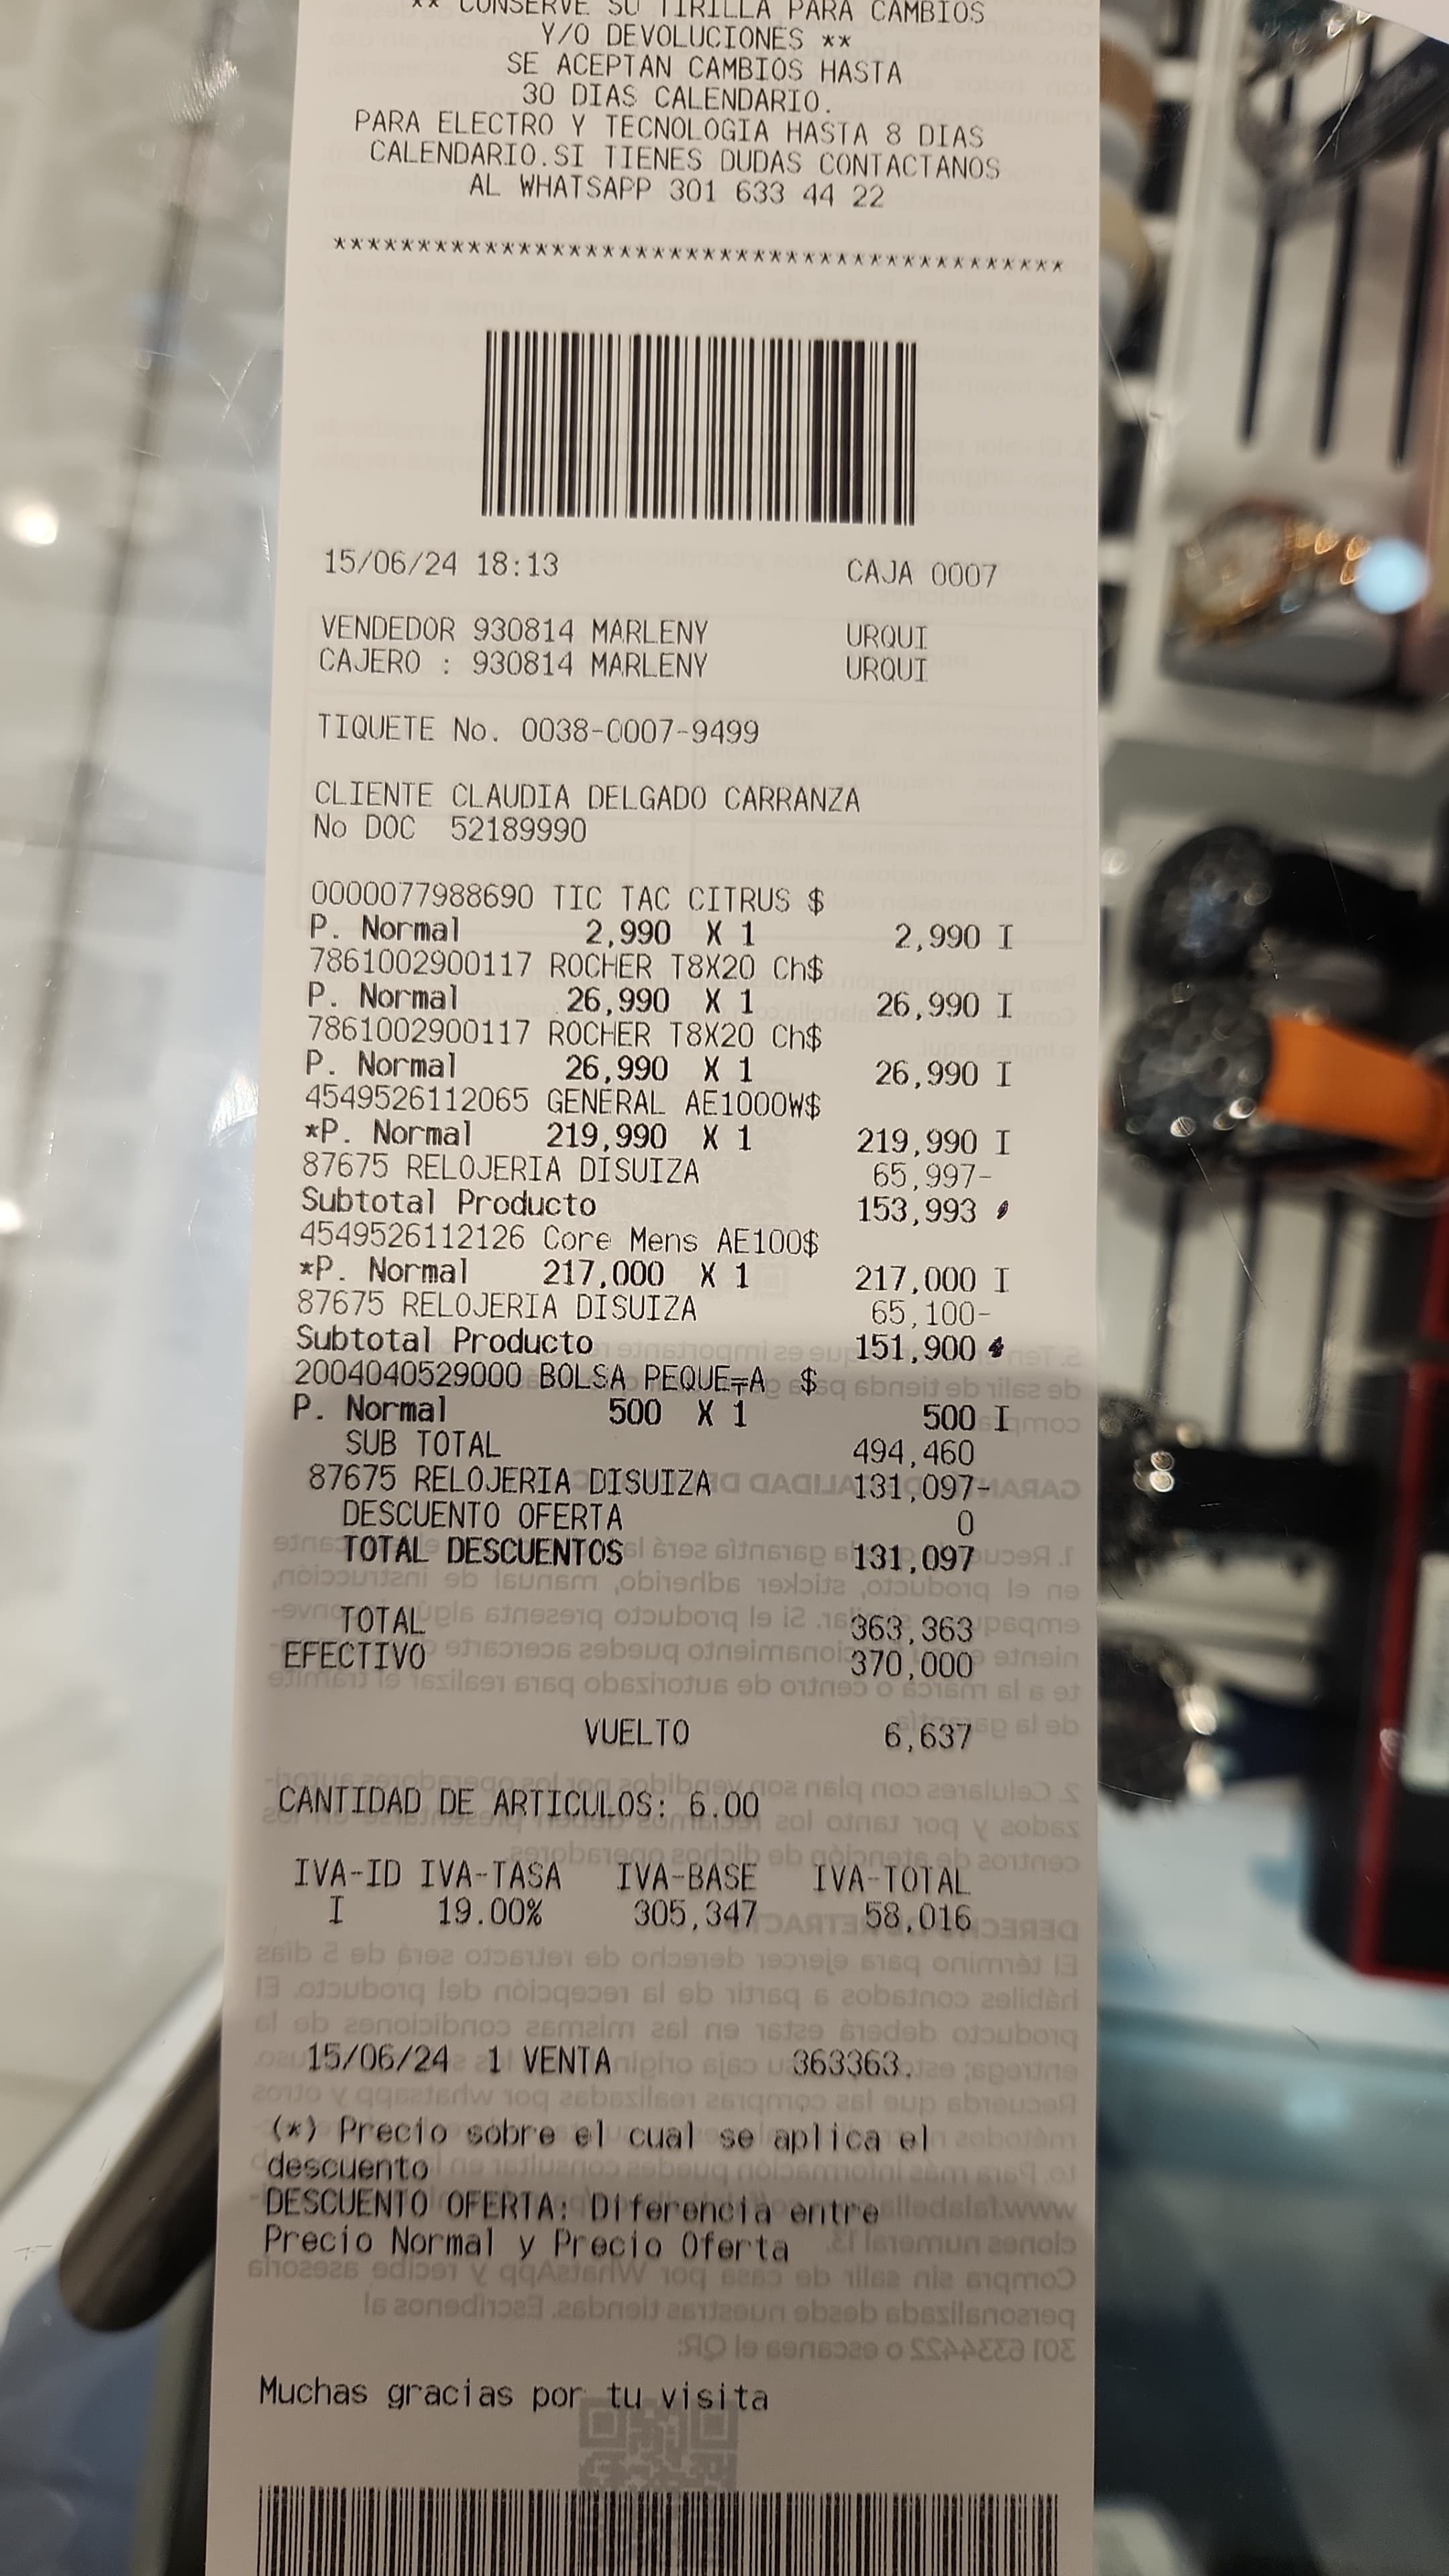 ** CONSERVE SU TIRILLA PARA CAMBIOS
Y/O DEVOLUCIONES **
SE ACEPTAN CAMBIOS HASTA
30 DIAS CALENDARIO.
PARA ELECTRO Y TECNOLOGIA HASTA 8 DIAS
CALENDARIO.SI TIENES DUDAS CONTACTANOS
AL WHATSAPP 301 633 44 22
********************************************
15/06/24 18:13 CAJA 0007
VENDEDOR 930814 MARLENY URQUI
CAJERO : 930814 MARLENY URQUI
TIQUETE No. 0038-0007-9499
CLIENTE CLAUDIA DELGADO CARRANZA
No DOC 52189990
0000077988690 TIC TAC CITRUS $
P. Normal 2,990 X 1 2,990 I
7861002900117 ROCHER T8X20 Ch$
P. Normal 26,990 X 1 26,990 I
7861002900117 ROCHER T8X20 Ch$
P. Normal 26,990 X 1 26,990 I
4549526112065 GENERAL AE1000W$
*P. Normal 219,990 X 1 219,990 I
87675 RELOJERIA DISUIZA 65,997-
Subtotal Producto 153,993
4549526112126 Core Mens AE100$
*P. Normal 217,000 X 1 217,000 I
87675 RELOJERIA DISUIZA 65,100-
Subtotal Producto 151,900
2004040529000 BOLSA PEQUE╤A $
P. Normal 500 X 1 500 I
SUB TOTAL 494,460
87675 RELOJERIA DISUIZA 131,097-
DESCUENTO OFERTA 0
TOTAL DESCUENTOS 131,097
TOTAL 363,363
EFECTIVO 370,000
VUELTO 6,637
CANTIDAD DE ARTICULOS: 6.00
IVA-ID IVA-TASA IVA-BASE IVA-TOTAL
I 19.00% 305,347 58,016
15/06/24 1 VENTA 363363.
(*) Precio sobre el cual se aplica el
descuento
DESCUENTO OFERTA: Diferencia entre
Precio Normal y Precio Oferta
Muchas gracias por tu visita